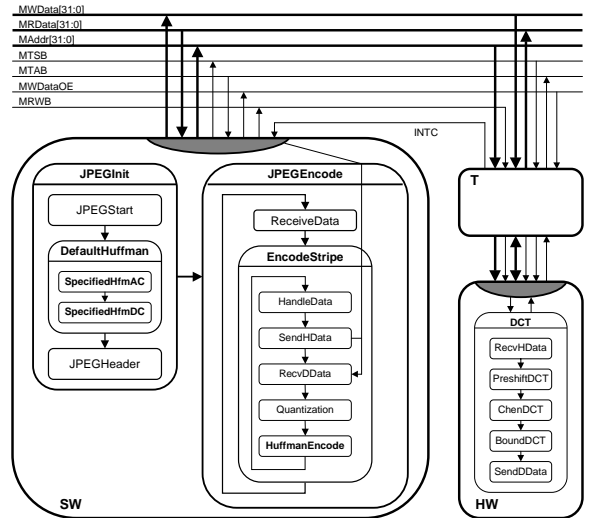 MWData[31:0]
MRData[31:0]
MAddr[31:0]
MTSB
MTAB
MWDataOE
MRWB
INTC
JPEGInit
JPEGStart
DefaultHuffman
SpecifiedHfmAC
SpecifiedHfmDC
JPEGHeader
JPEGEncode
ReceiveData
EncodeStripe
HandleData
SendHData
RecvDData
Quantization
HuffmanEncode
SW
T
DCT
RecvHData
PreshiftDCT
ChenDCT
BoundDCT
SendDData
HW